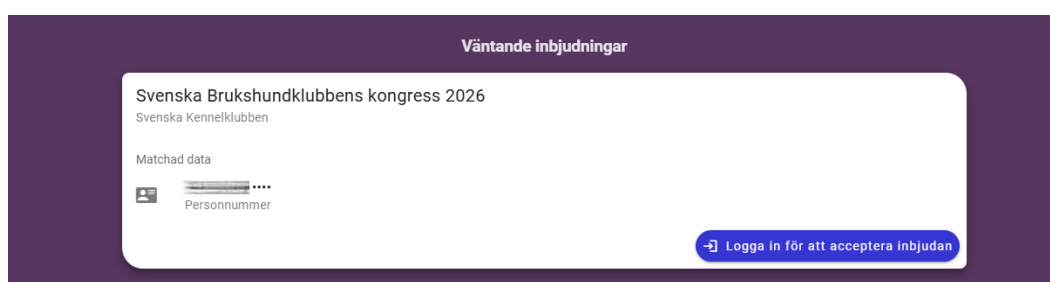 Väntande inbjudningar
Svenska Brukshundklubbens kongress 2026
Svenska Kennelklubben
Matchad data
••••
Personnummer
Logga in för att acceptera inbjudan